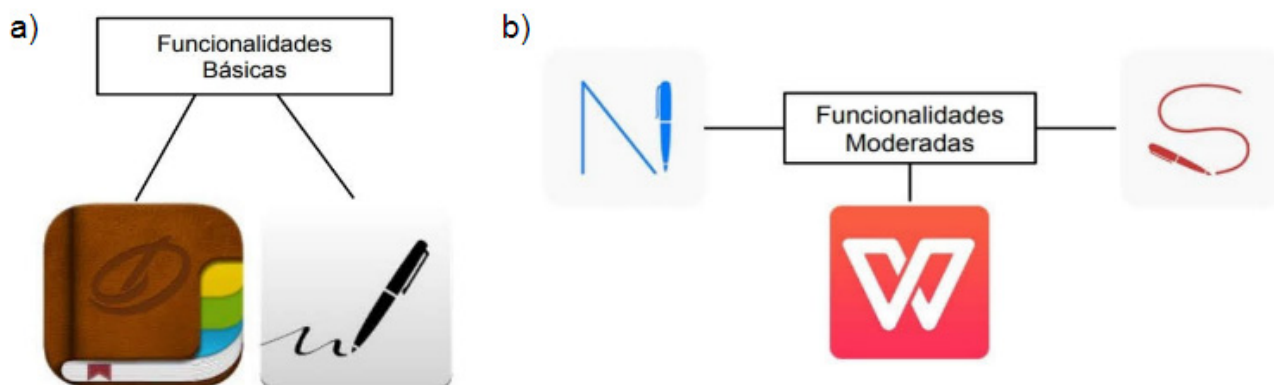 a)
Funcionalidades
Básicas
b)
Funcionalidades
Moderadas